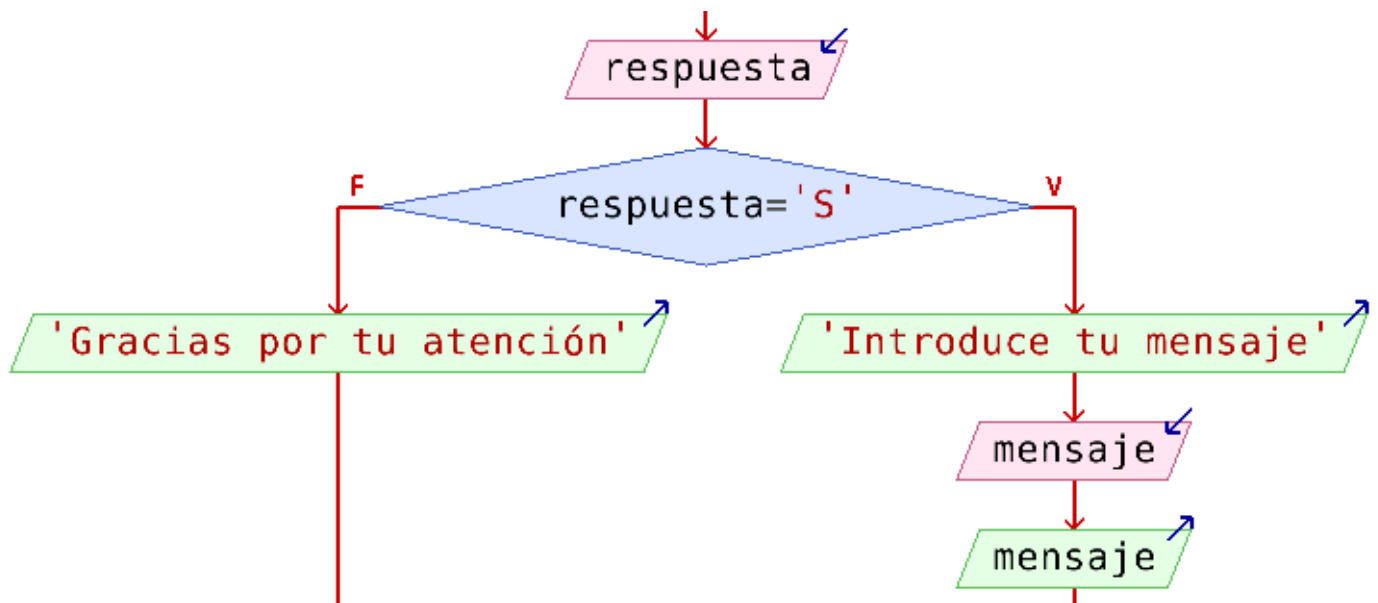 respuesta
F
respuesta='S'
V
'Gracias por tu atención'
'Introduce tu mensaje'
mensaje
mensaje